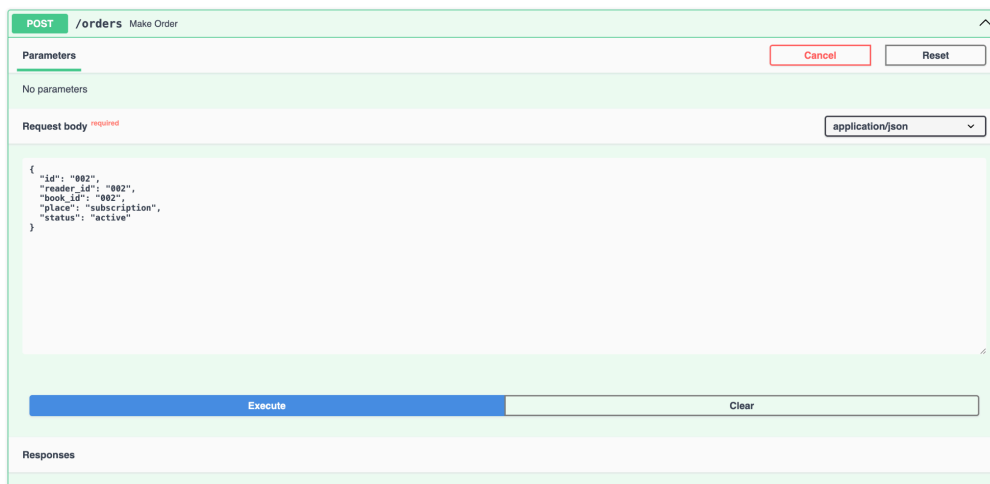 POST /orders Make Order
Parameters
Cancel
Reset
No parameters
Request body required
application/json
{
  "id": "002",
  "reader_id": "002",
  "book_id": "002",
  "place": "subscription",
  "status": "active"
}
Execute
Clear
Responses